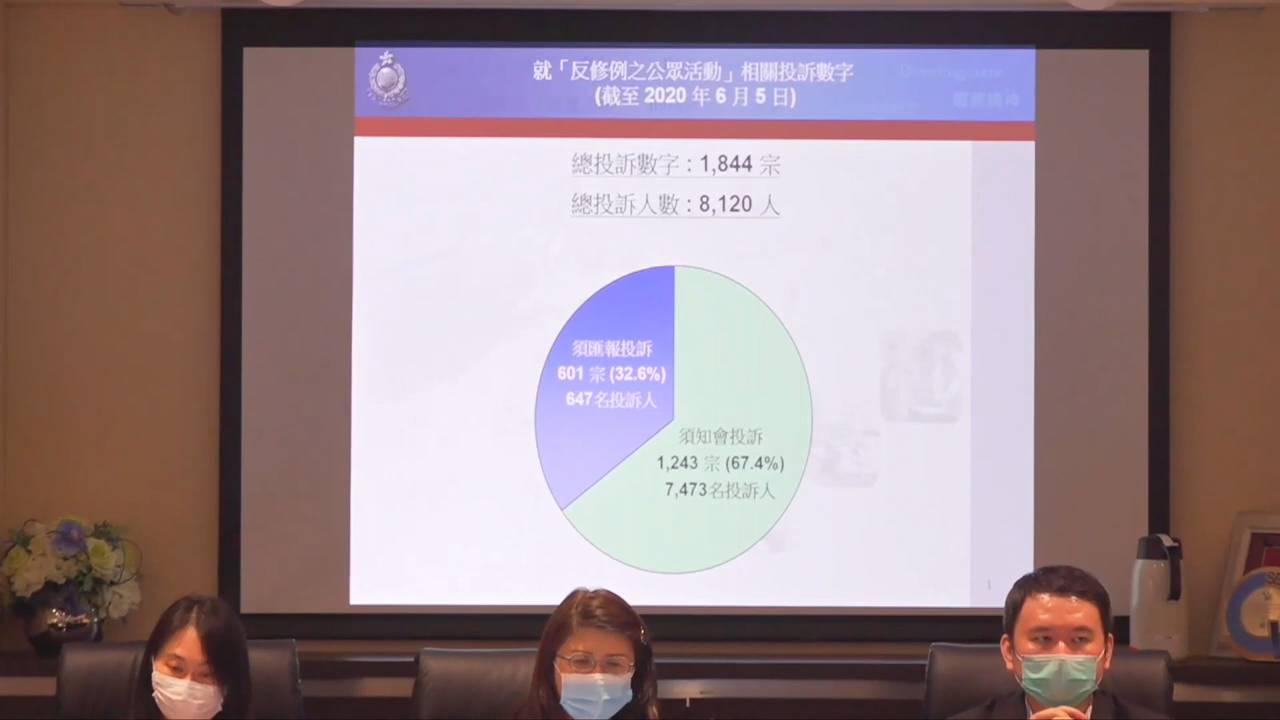 就「反修例之公眾活動」相關投訴數字
(截至 2020 年 6 月 5 日)
總投訴數字 : 1,844 宗
總投訴人數 : 8,120 人
須匯報投訴
601 宗 (32.6%)
647名投訴人
須知會投訴
1,243 宗 (67.4%)
7,473名投訴人
1